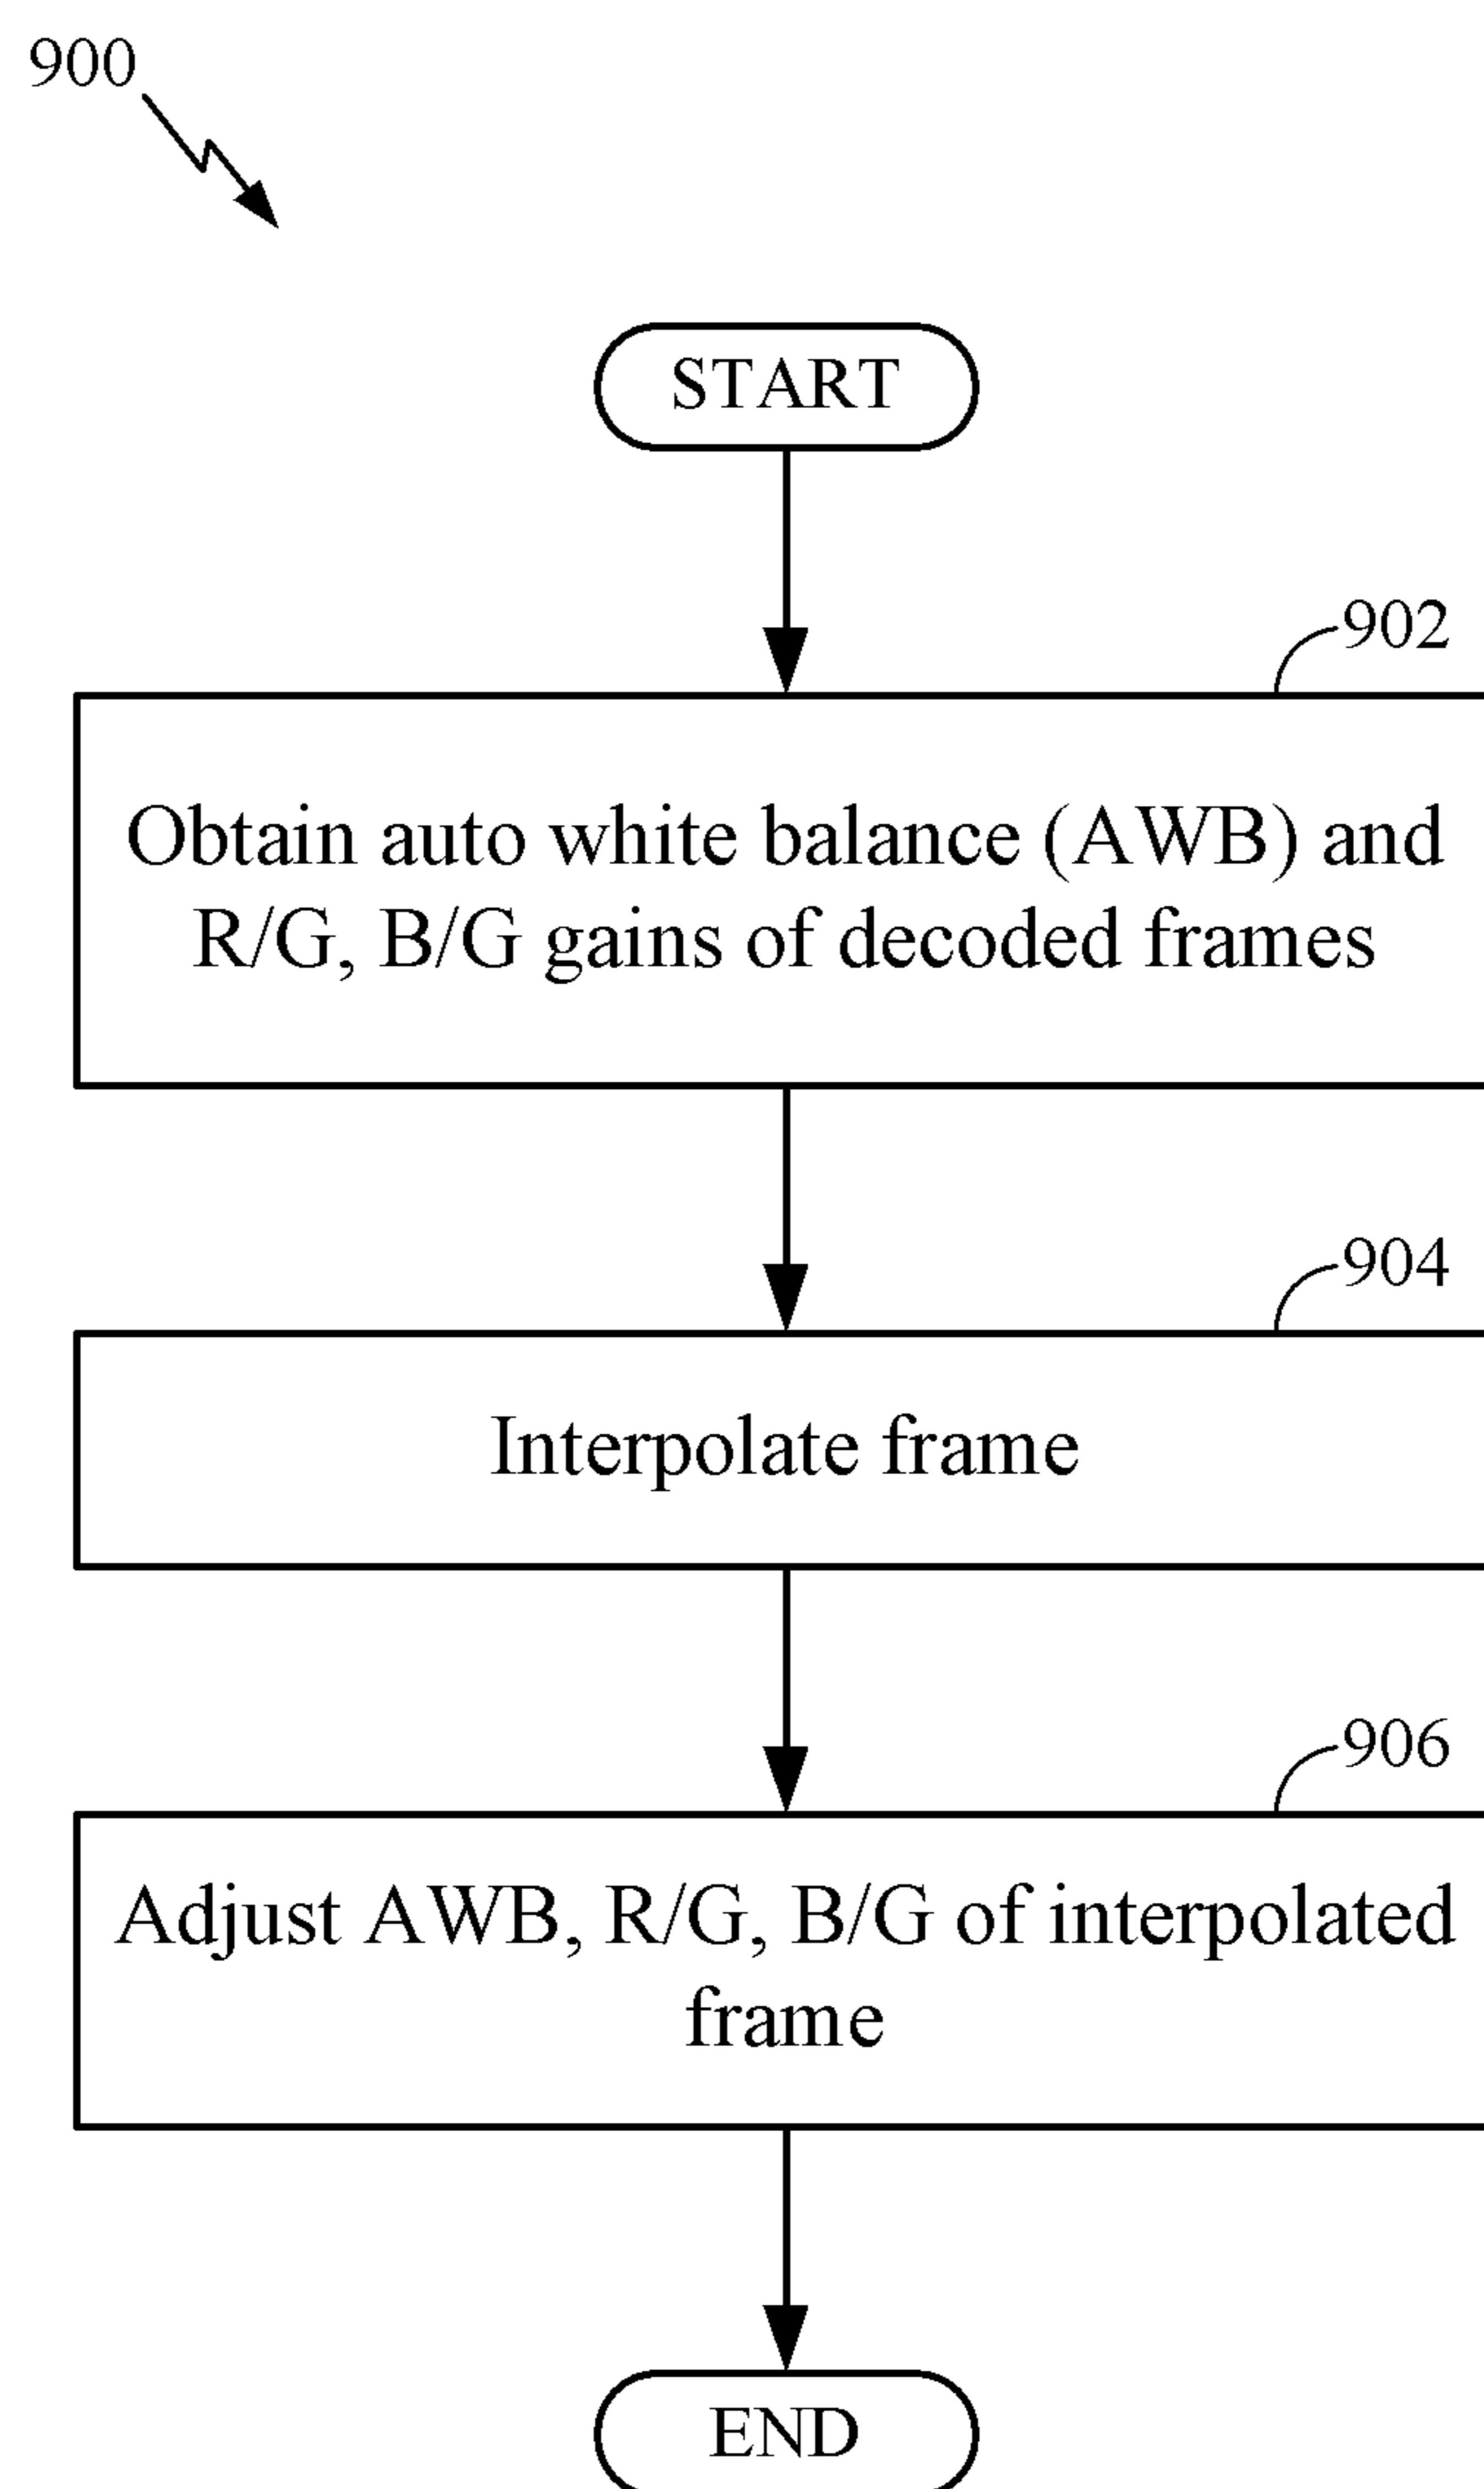 900
START
902
Obtain auto white balance (AWB) and
R/G, B/G gains of decoded frames
904
Interpolate frame
906
Adjust AWB, R/G, B/G of interpolated
frame
END